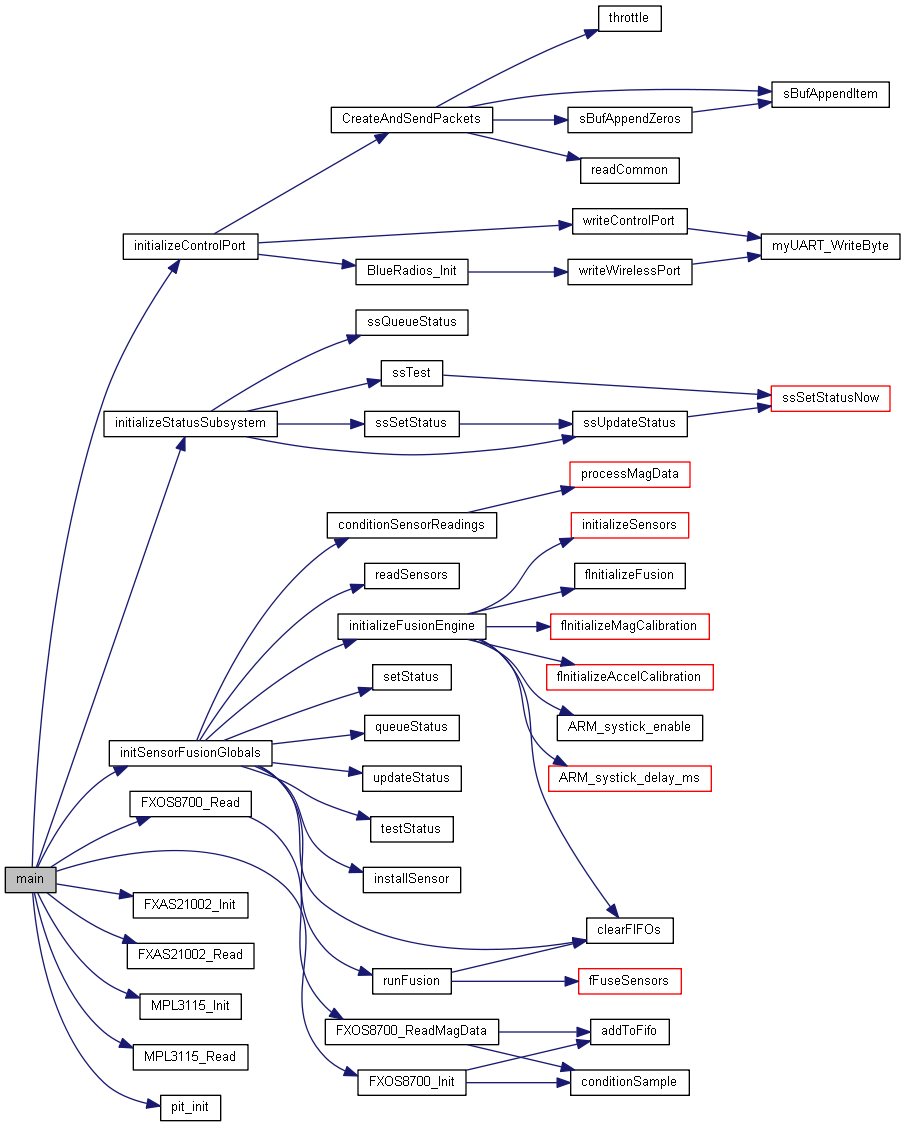 throttle
sBufAppendItem
CreateAndSendPackets
sBufAppendZeros
readCommon
writeControlPort
initializeControlPort
myUART_WriteByte
BlueRadios_Init
writeWirelessPort
ssQueueStatus
ssTest
ssSetStatusNow
initializeStatusSubsystem
ssSetStatus
ssUpdateStatus
processMagData
conditionSensorReadings
initializeSensors
readSensors
fInitializeFusion
initializeFusionEngine
fInitializeMagCalibration
setStatus
fInitializeAccelCalibration
queueStatus
ARM_systick_enable
initSensorFusionGlobals
updateStatus
ARM_systick_delay_ms
FXOS8700_Read
testStatus
main
installSensor
FXAS21002_Init
clearFIFOs
FXAS21002_Read
runFusion
fFuseSensors
MPL3115_Init
FXOS8700_ReadMagData
addToFifo
MPL3115_Read
FXOS8700_Init
conditionSample
pit_init